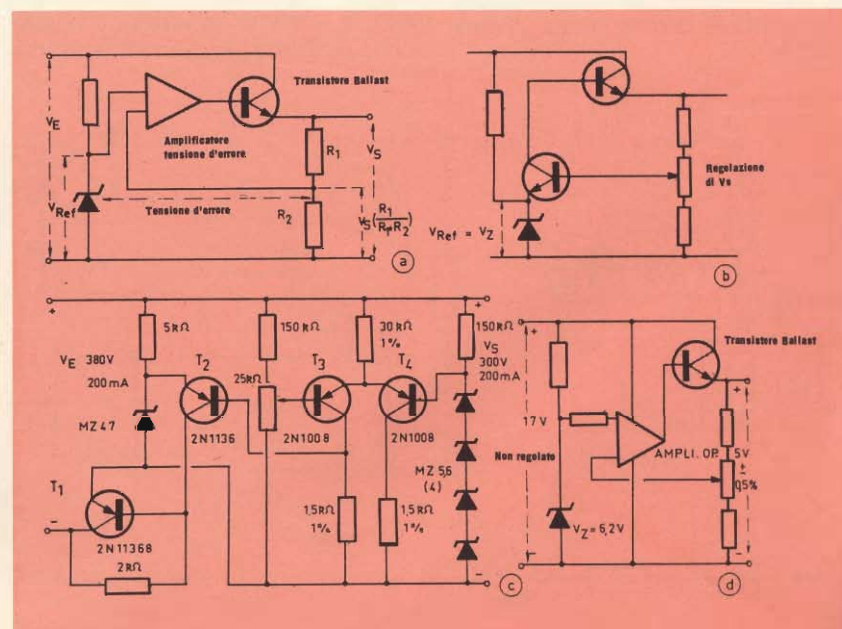 VE
VRef
Amplificatore
tensione d'errore
Tensione d'errore
Transistore Ballast
R1
R2
VS
VS(R1/R1+R2)
a
VRef = VZ
Regolazione
di Vs
b
+
5kΩ
VE 380V
200mA
T2
MZ 47
2N1136
T1
-
2N1136B
2kΩ
150kΩ
25kΩ
T3
2N1008
1,5kΩ
1%
30kΩ
1%
T4
2N1008
1,5kΩ
1%
150kΩ
VS
300V
200mA
MZ 5,6
(4)
+
-
c
+
17V
Non regolato
-
VZ=6,2V
AMPLI. OP.
Transistore Ballast
+
5V
±
0,5%
-
d